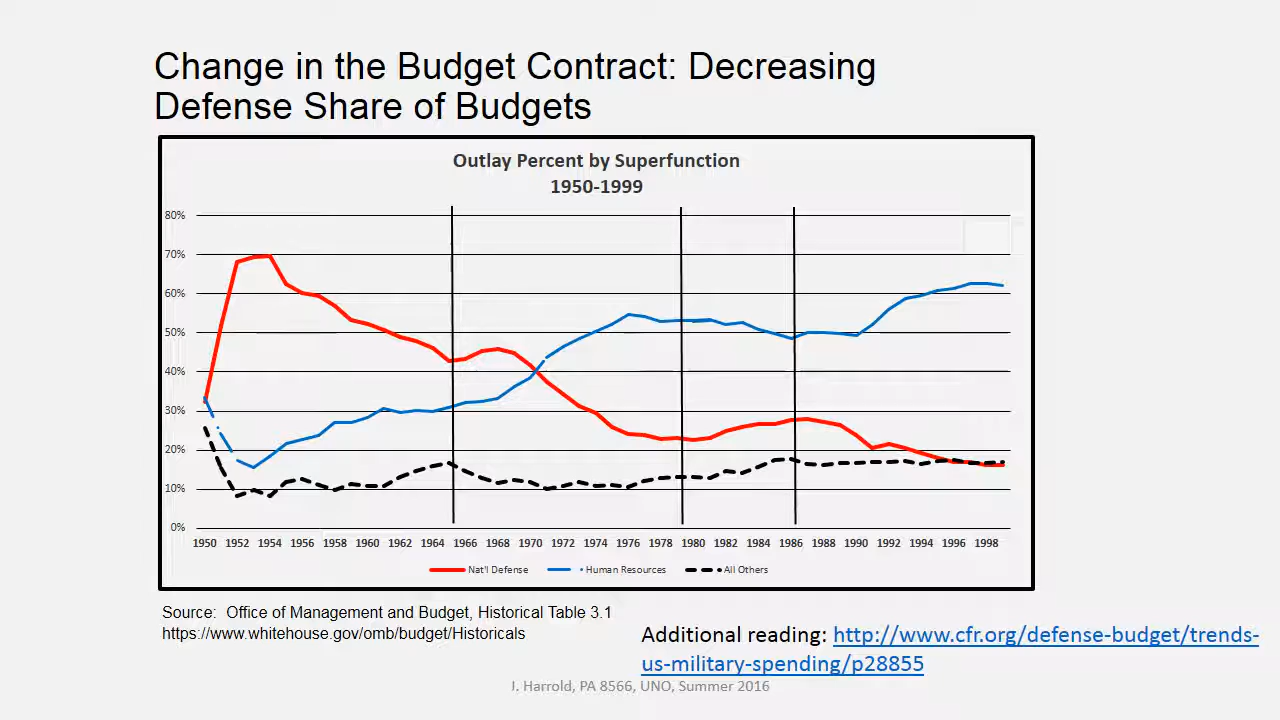 Change in the Budget Contract: Decreasing
Defense Share of Budgets
Outlay Percent by Superfunction
1950-1999
80%
70%
60%
50%
40%
30%
20%
10%
0%
1950 1952 1954 1956 1958 1960 1962 1964 1966 1968 1970 1972 1974 1976 1978 1980 1982 1984 1986 1988 1990 1992 1994 1996 1998
Nat'l Defense Human Resources All Others
Source: Office of Management and Budget, Historical Table 3.1
https://www.whitehouse.gov/omb/budget/Historicals
Additional reading: http://www.cfr.org/defense-budget/trends-
us-military-spending/p28855
J. Harrold, PA 8566, UNO, Summer 2016